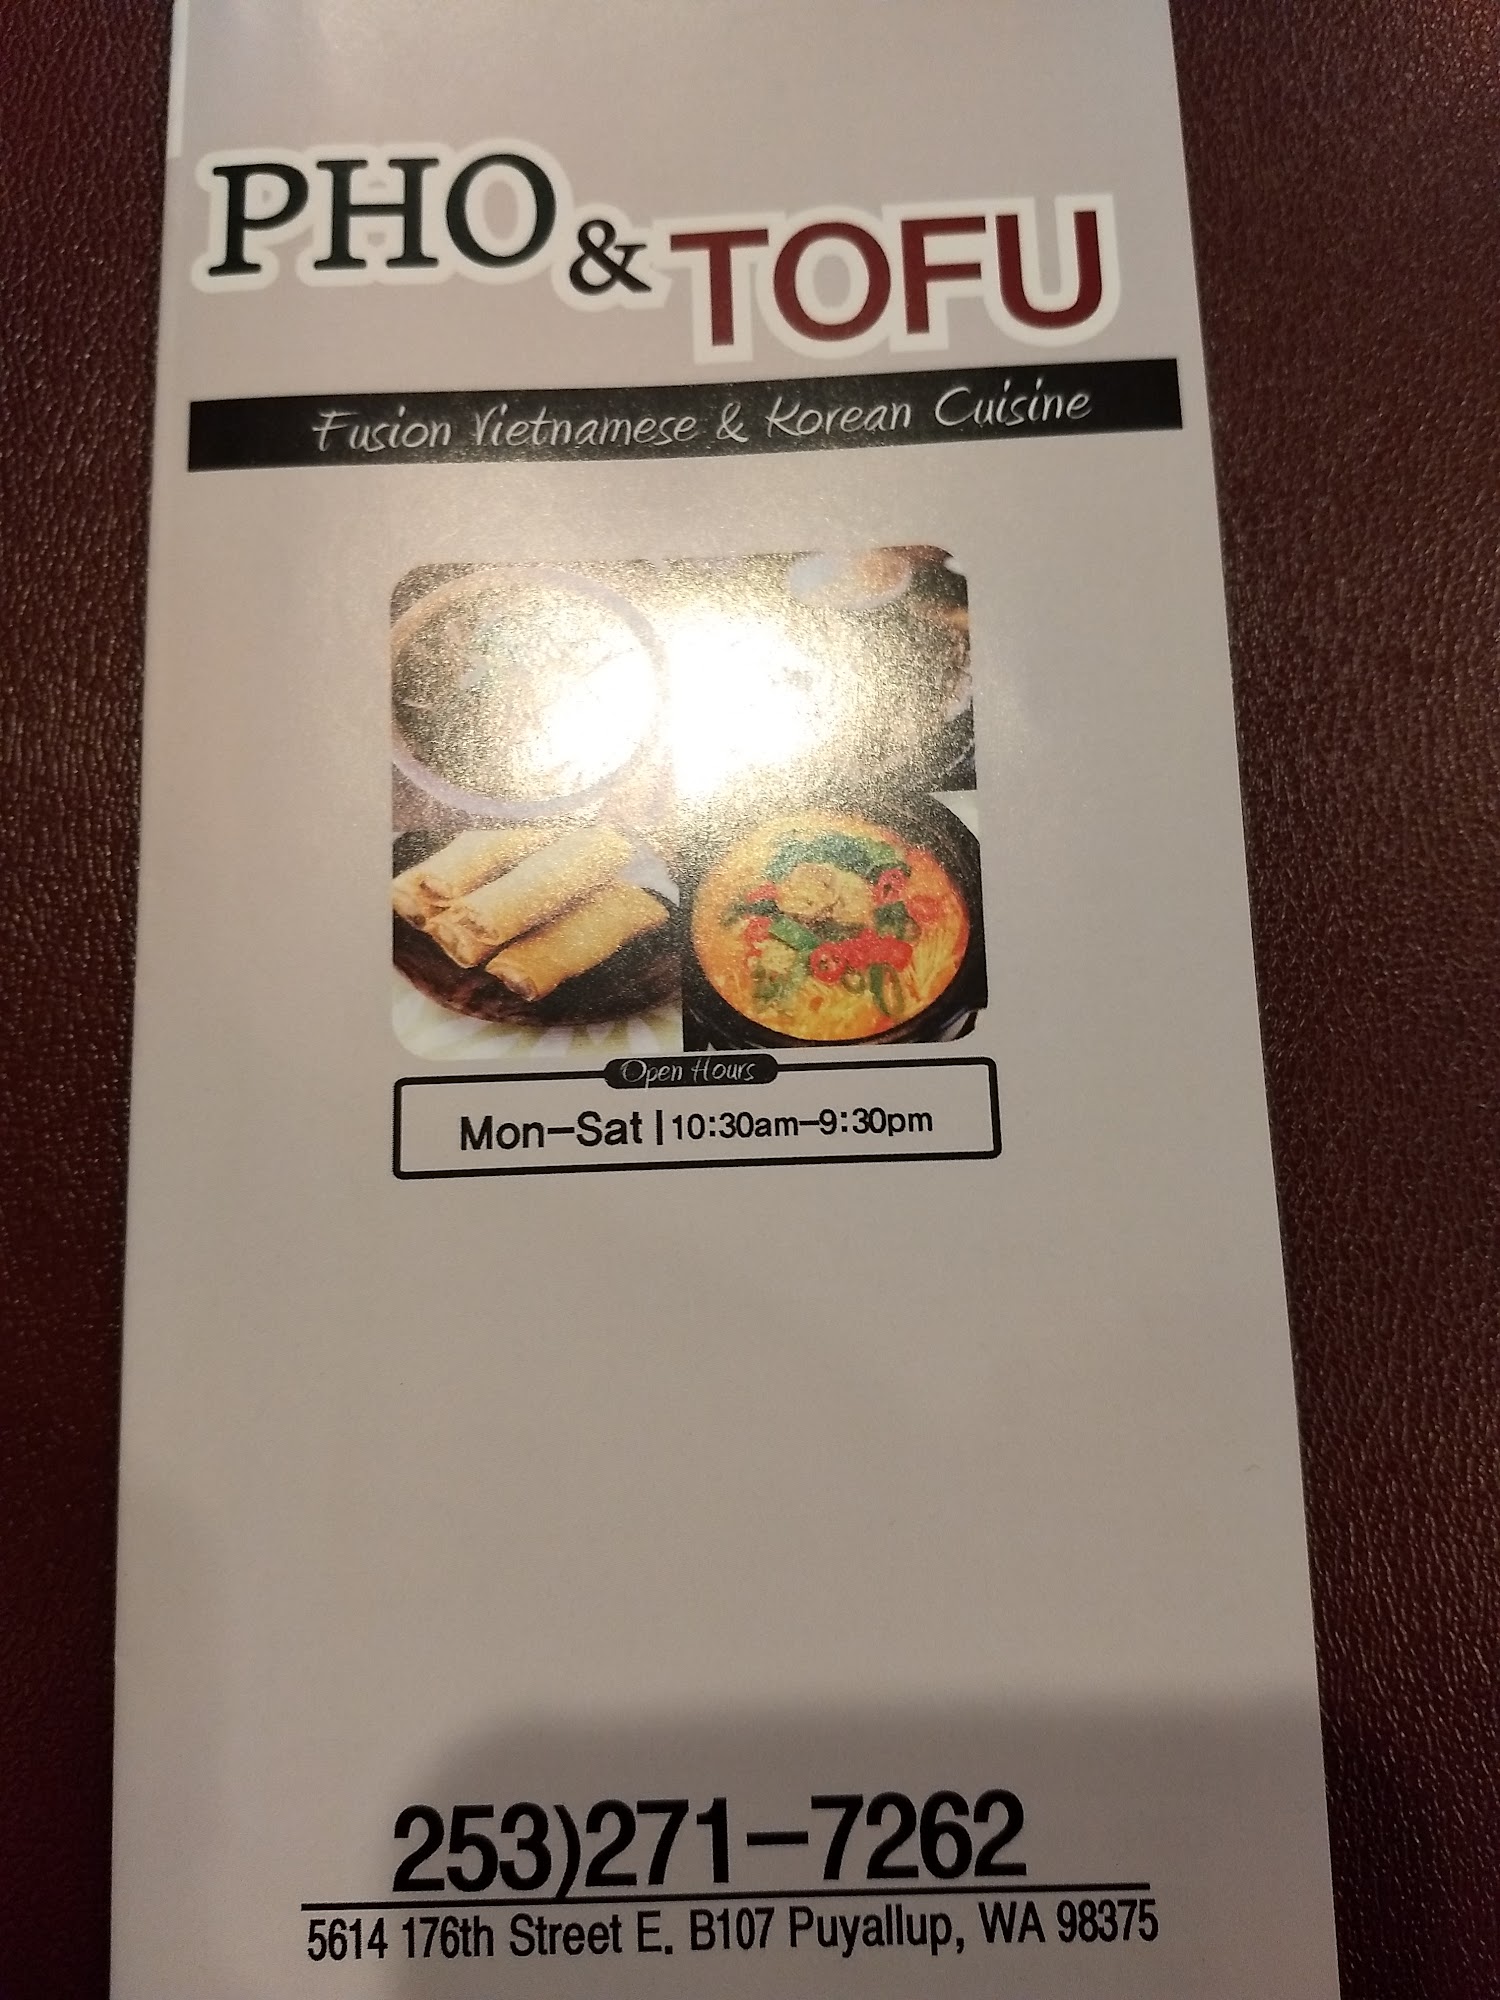 PHO & TOFU
Fusion Vietnamese & Korean Cuisine
Open Hours
Mon-Sat | 10:30am-9:30pm
253)271-7262
5614 176th Street E. B107 Puyallup, WA 98375